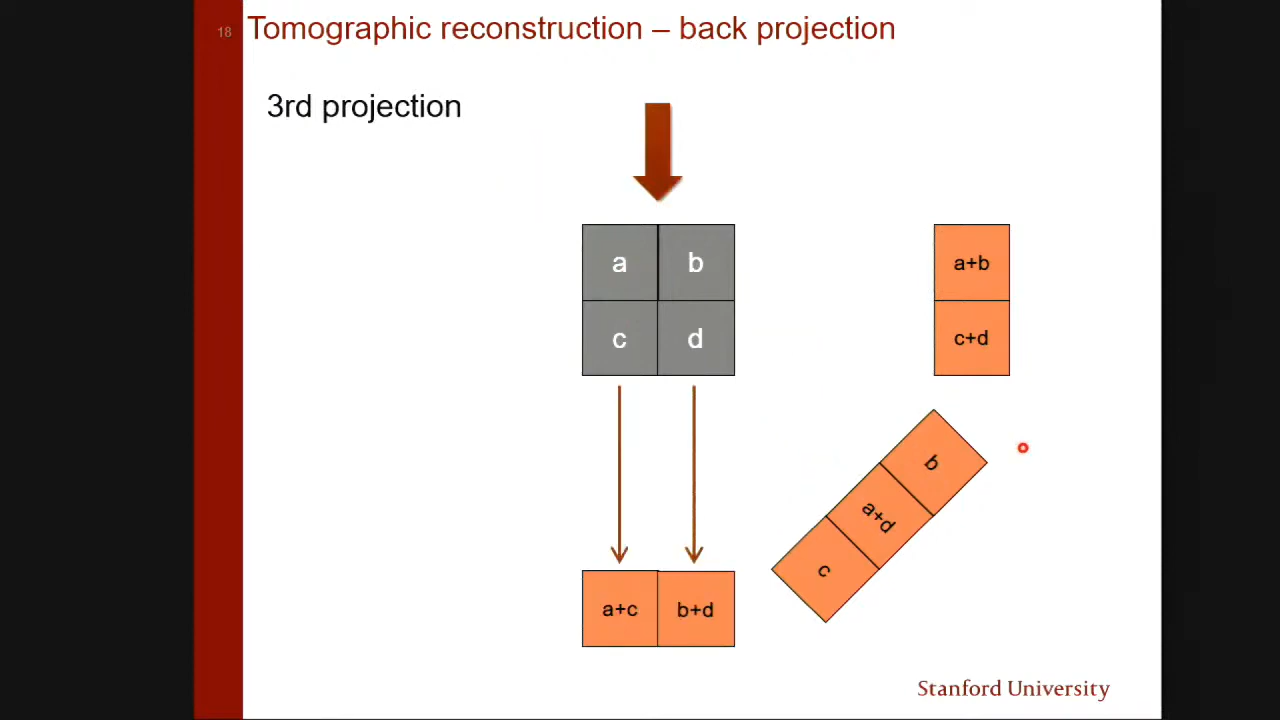 18
Tomographic reconstruction – back projection
3rd projection
a b
c d
a+b
c+d
b
a+d
c
a+c b+d
Stanford University